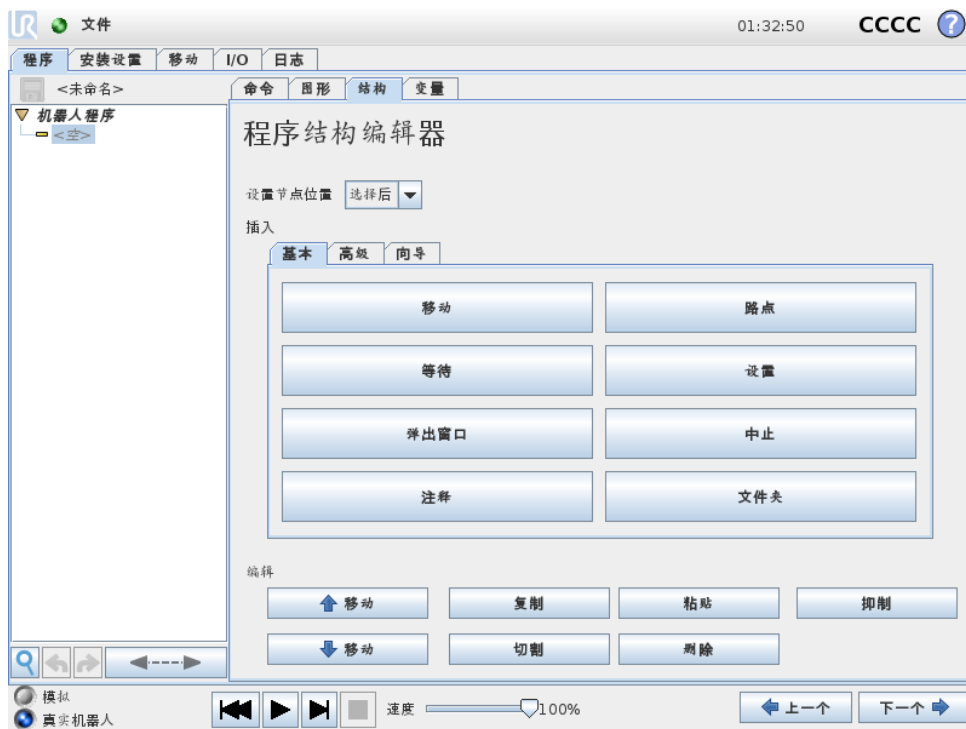 UR 文件 01:32:50 CCCC ?
程序 安装设置 移动 I/O 日志
<未命名> 命令 图形 结构 变量
机器人程序
<空>
程序结构编辑器
设置节点位置 选择后
插入
基本 高级 向导
移动 路点
等待 设置
弹出窗口 中止
注释 文件夹
编辑
移动 复制 粘贴 抑制
移动 切割 删除
模拟
真实机器人
速度 100% 上一个 下一个